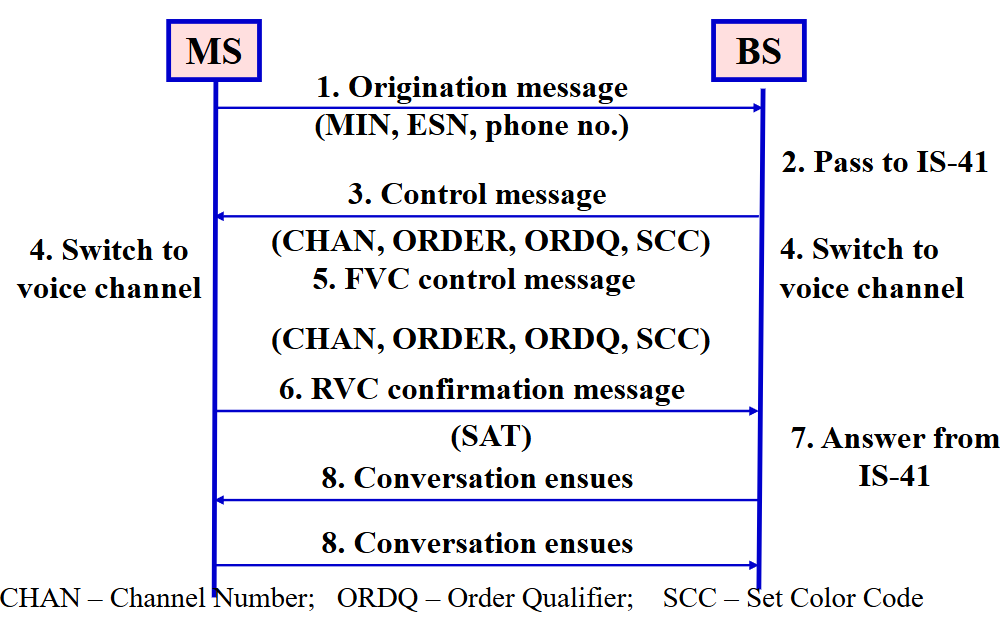 MS
BS
1. Origination message
(MIN, ESN, phone no.)
2. Pass to IS-41
3. Control message
(CHAN, ORDER, ORDQ, SCC)
4. Switch to
voice channel
4. Switch to
voice channel
5. FVC control message
(CHAN, ORDER, ORDQ, SCC)
6. RVC confirmation message
(SAT)
7. Answer from
IS-41
8. Conversation ensues
8. Conversation ensues
CHAN – Channel Number; ORDQ – Order Qualifier; SCC – Set Color Code